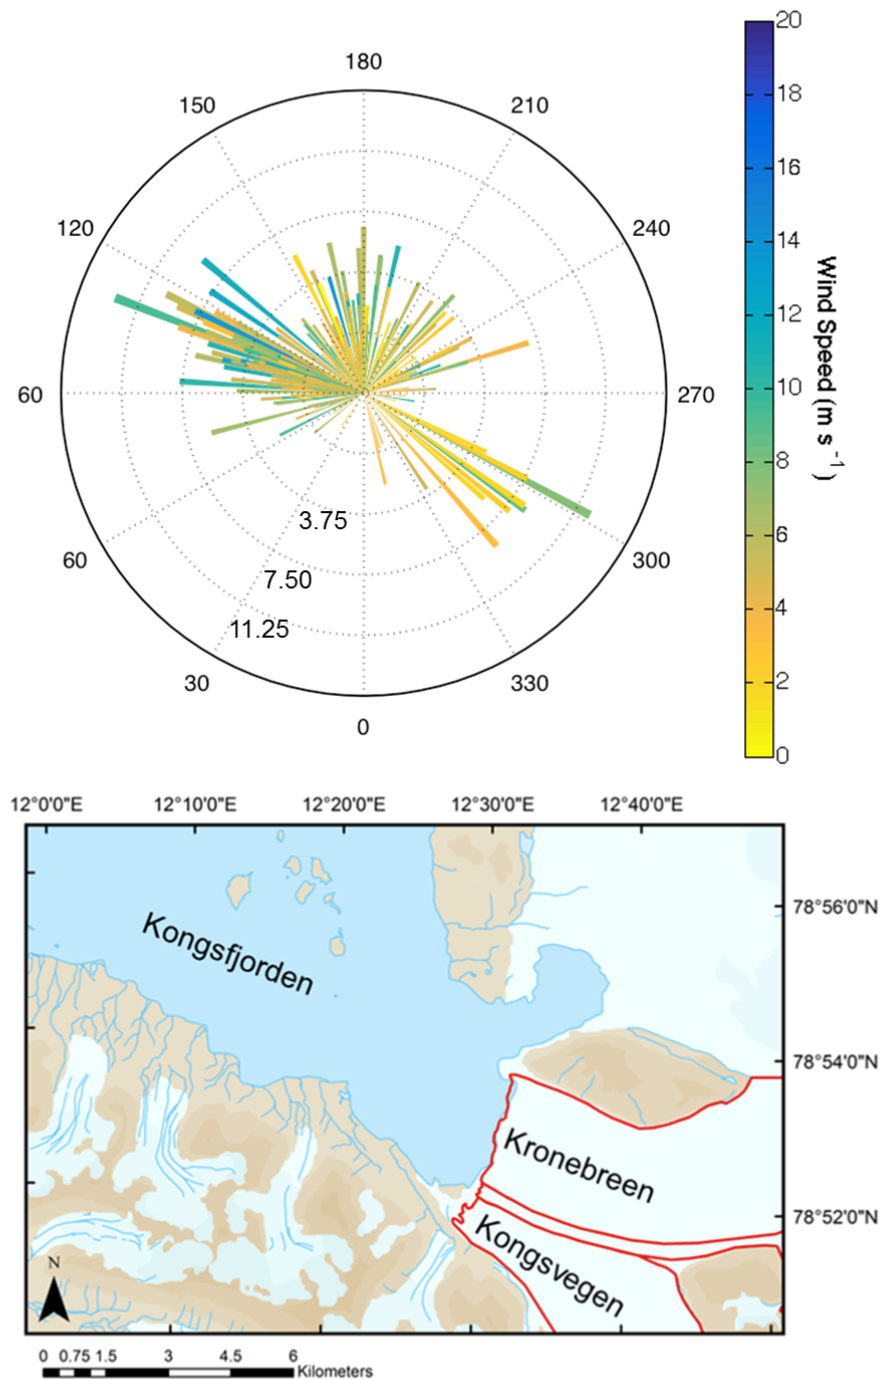 180
150
210
120
240
60
270
60
300
30
330
0
3.75
7.50
11.25
20
18
16
14
12
10
8
6
4
2
0
Wind Speed (m s⁻¹)
12°0'0"E 12°10'0"E 12°20'0"E 12°30'0"E 12°40'0"E
78°56'0"N
78°54'0"N
78°52'0"N
Kongsfjorden
Kronebreen
Kongsvegen
N
0 0.75 1.5 3 4.5 6
Kilometers